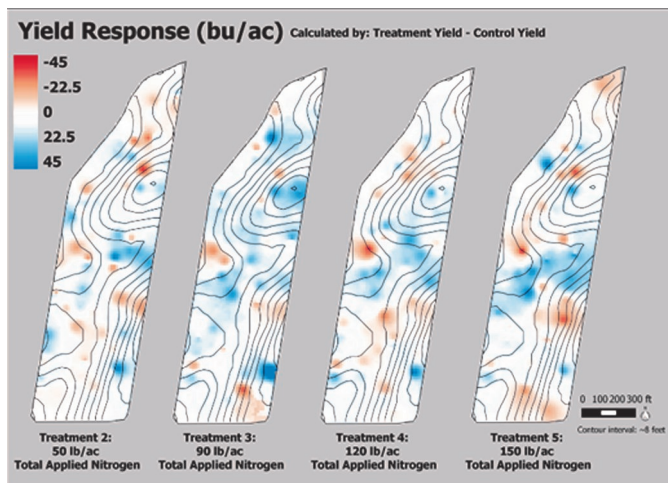 Yield Response (bu/ac) Calculated by: Treatment Yield - Control Yield
-45
-22.5
0
22.5
45
0 100 200 300 ft
Contour interval: ~8 feet
Treatment 2:
50 lb/ac
Total Applied Nitrogen
Treatment 3:
90 lb/ac
Total Applied Nitrogen
Treatment 4:
120 lb/ac
Total Applied Nitrogen
Treatment 5:
150 lb/ac
Total Applied Nitrogen